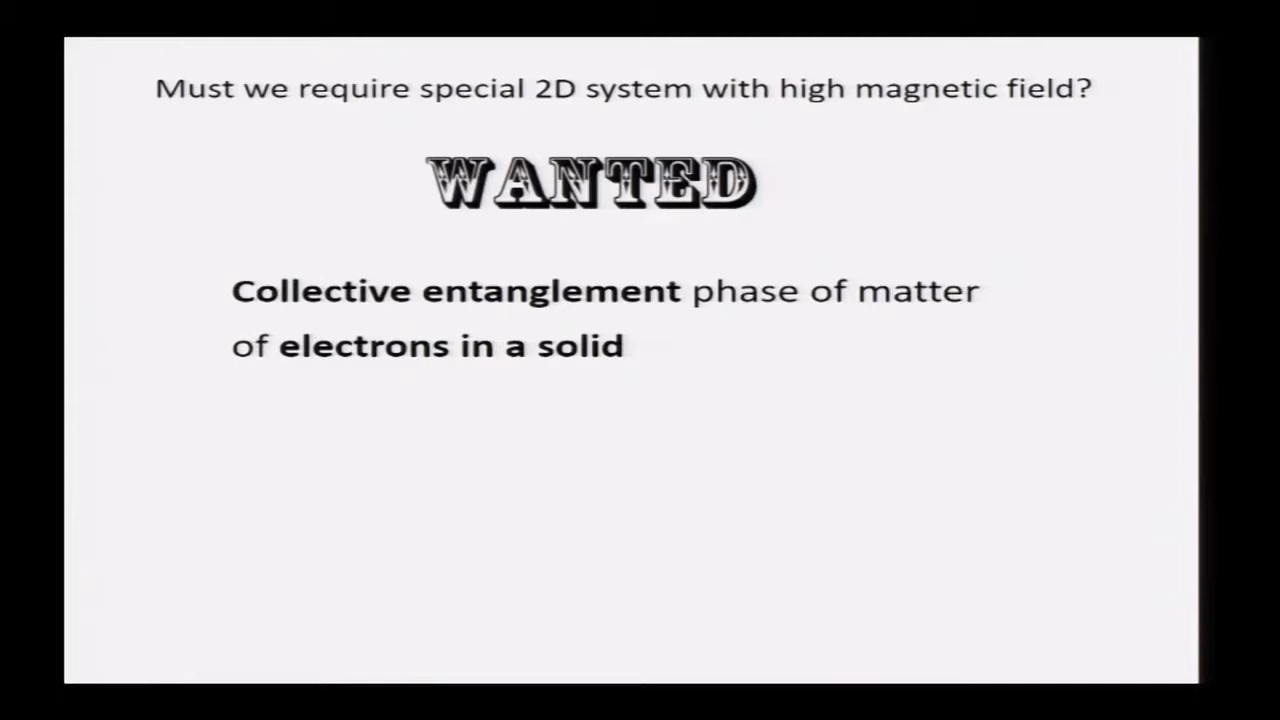 Must we require special 2D system with high magnetic field?
WANTED
Collective entanglement phase of matter
of electrons in a solid